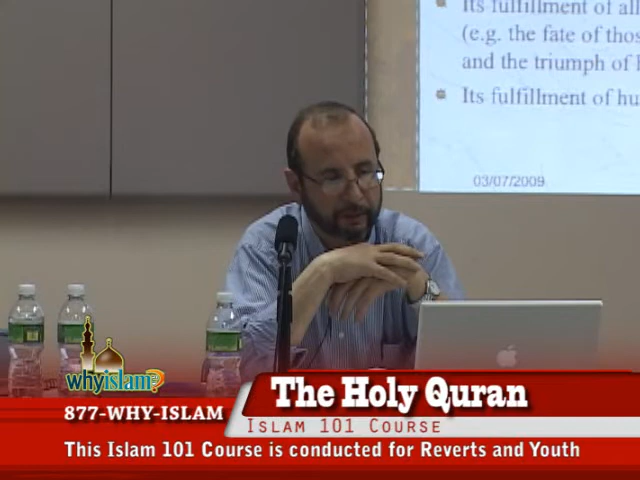 Its fulfillment of all
(e.g. the fate of thos
and the triumph of
Its fulfillment of hu
03/07/2009
whyislam?
877-WHY-ISLAM
The Holy Quran
Islam 101 Course
This Islam 101 Course is conducted for Reverts and Youth